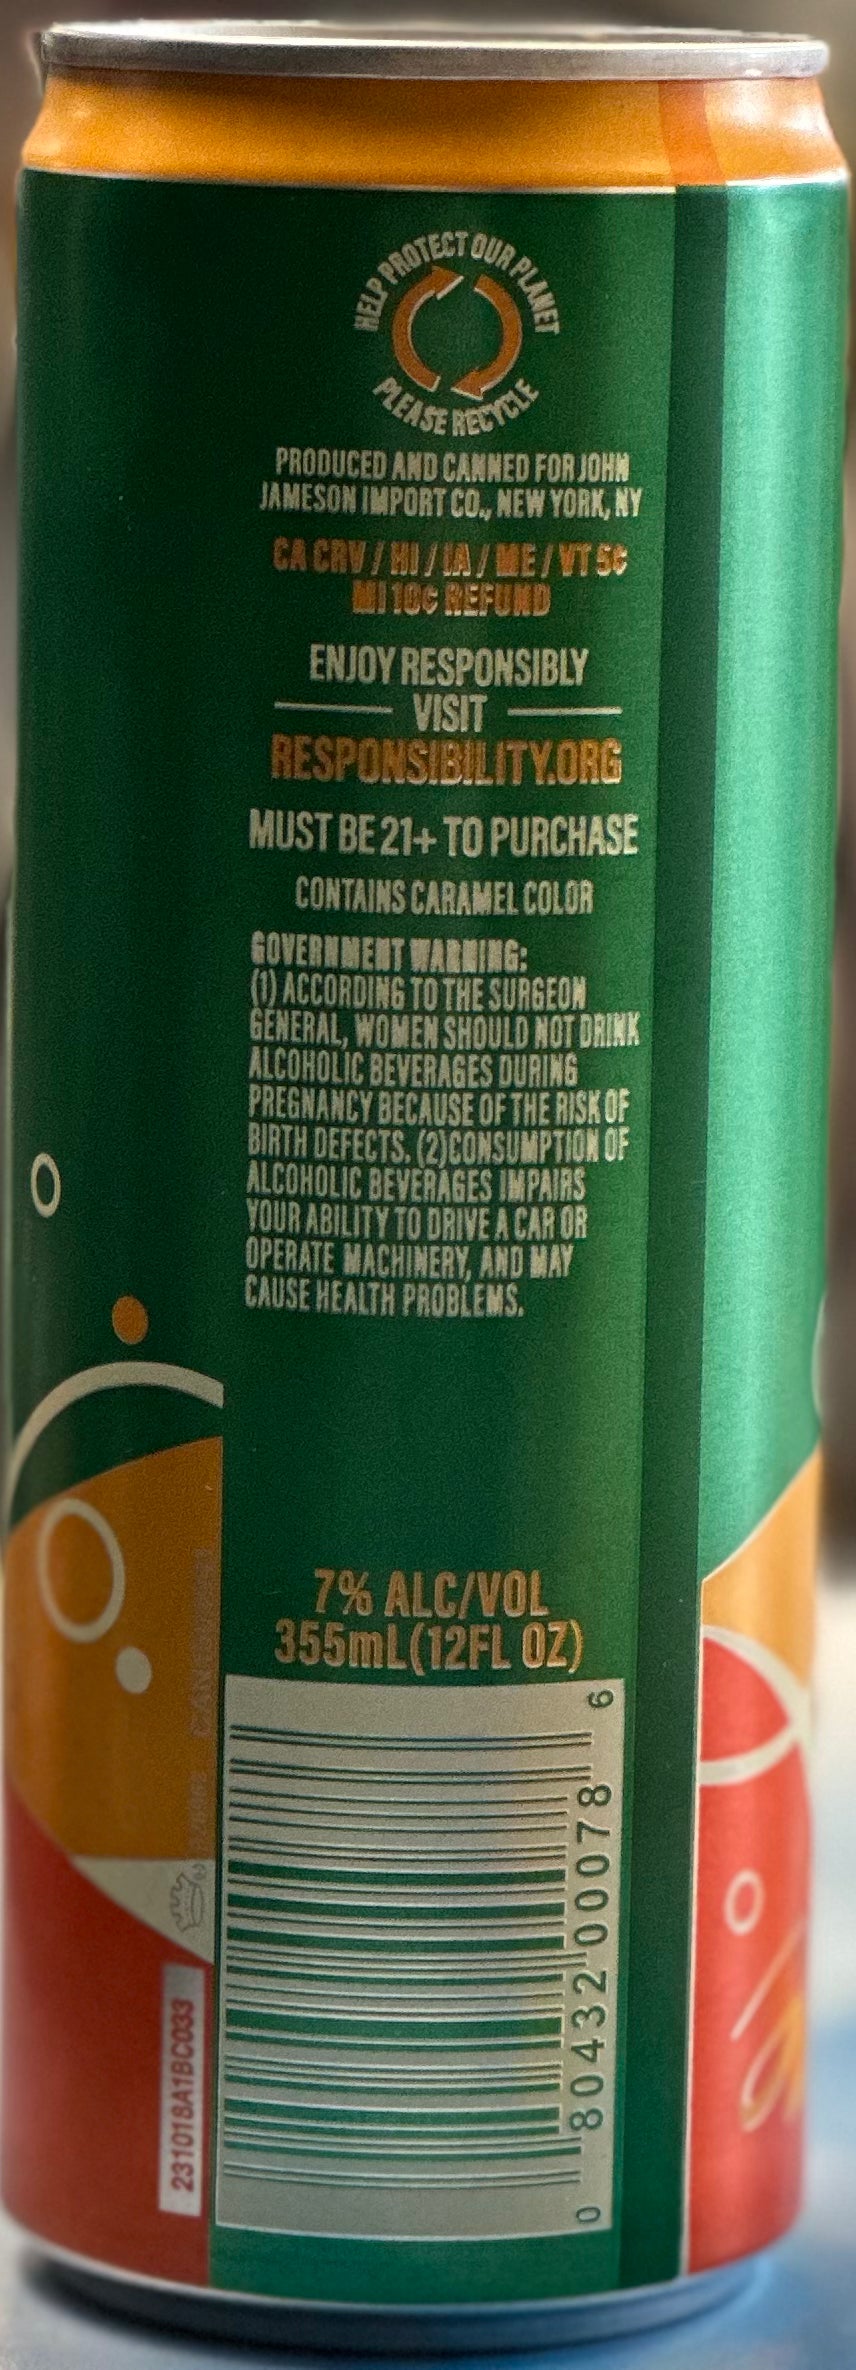 HELP PROTECT OUR PLANET
PLEASE RECYCLE
PRODUCED AND CANNED FOR JOHN
JAMESON IMPORT CO., NEW YORK, NY
CA CRV / HI / IA / ME / VT 5¢
MI 10¢ REFUND
ENJOY RESPONSIBLY
VISIT
RESPONSIBILITY.ORG
MUST BE 21+ TO PURCHASE
CONTAINS CARAMEL COLOR
GOVERNMENT WARNING:
(1) ACCORDING TO THE SURGEON
GENERAL, WOMEN SHOULD NOT DRINK
ALCOHOLIC BEVERAGES DURING
PREGNANCY BECAUSE OF THE RISK OF
BIRTH DEFECTS. (2)CONSUMPTION OF
ALCOHOLIC BEVERAGES IMPAIRS
YOUR ABILITY TO DRIVE A CAR OR
OPERATE MACHINERY, AND MAY
CAUSE HEALTH PROBLEMS.
7% ALC/VOL
355mL(12FL OZ)
0 80432 00078 6
231018A1BC033